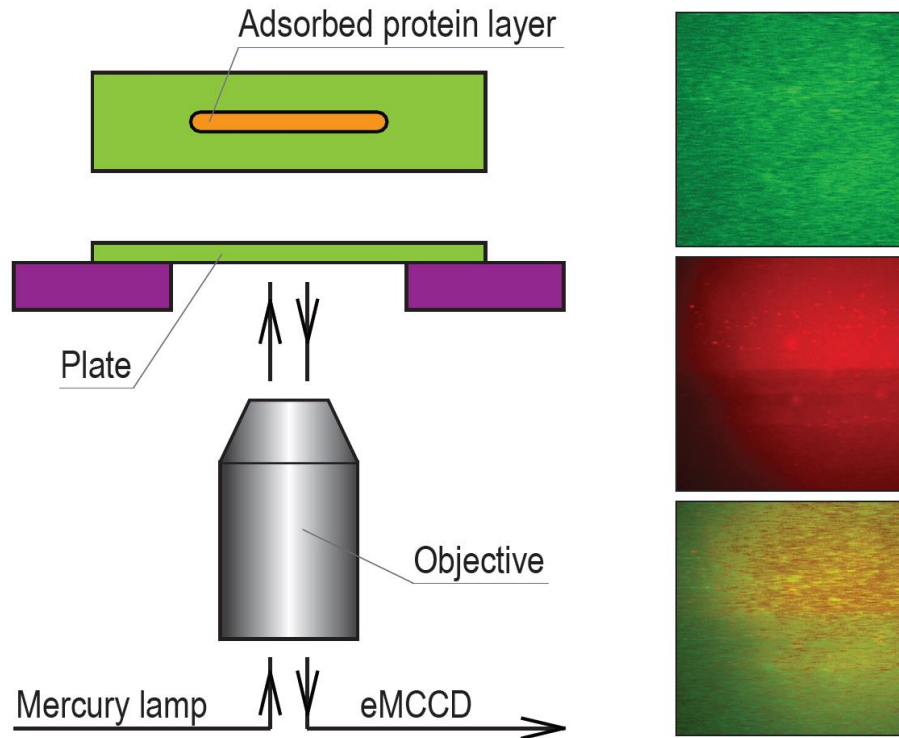 Adsorbed protein layer
Plate
Objective
Mercury lamp
eMCCD